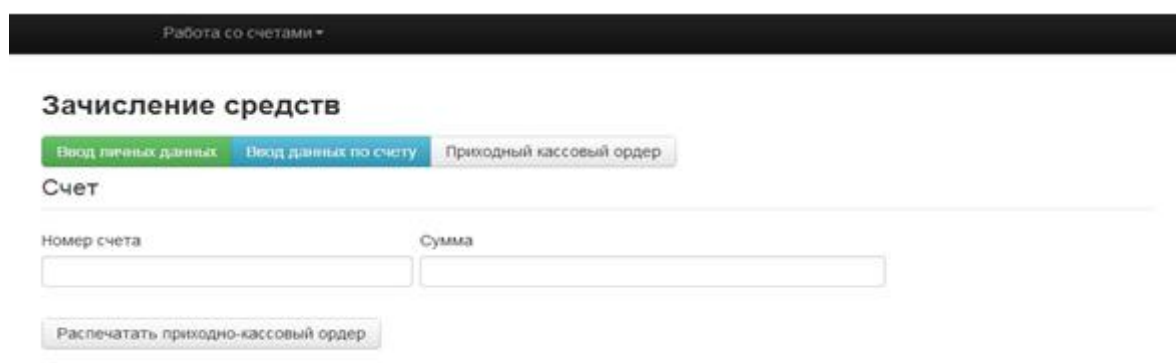 Работа со счетами
Зачисление средств
Ввод личных данных Ввод данных по счету Приходный кассовый ордер
Счет
Номер счета Сумма
Распечатать приходно-кассовый ордер